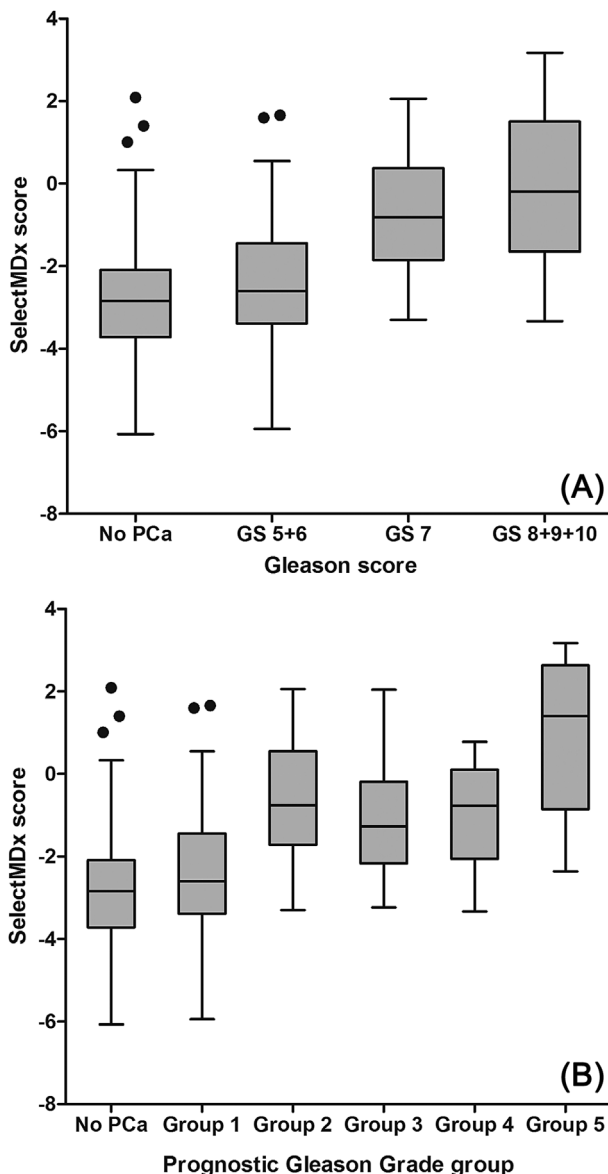 4
2
0
-2
-4
-6
-8
SelectMDx score
(A)
No PCa GS 5+6 GS 7 GS 8+9+10
Gleason score
4
2
0
-2
-4
-6
-8
SelectMDx score
(B)
No PCa Group 1 Group 2 Group 3 Group 4 Group 5
Prognostic Gleason Grade group